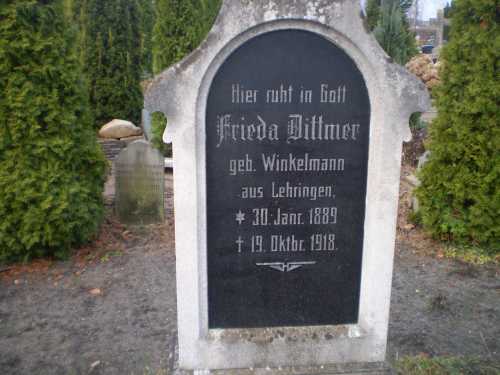 Hier ruht in Gott
Frieda Dittmer
geb. Winkelmann
aus Lehringen,
* 30. Janr. 1889
† 19. Oktbr. 1918.